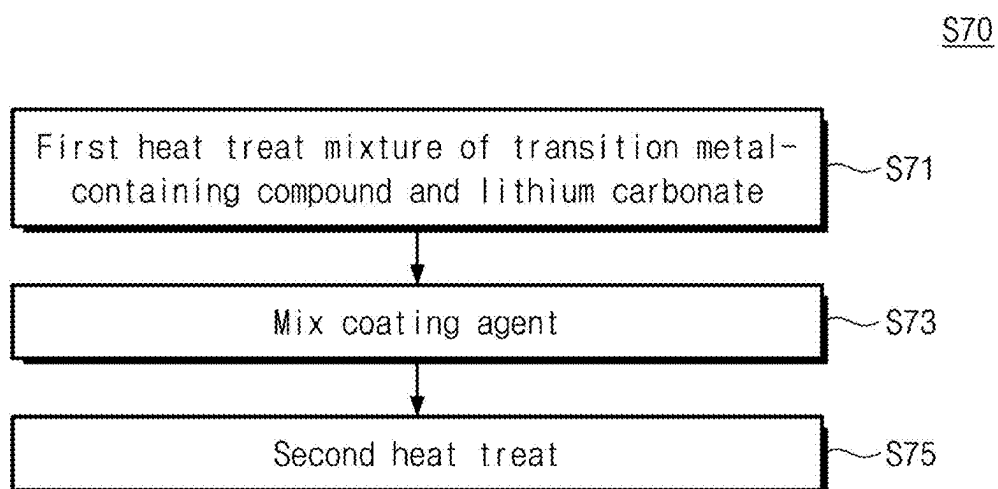 S70
First heat treat mixture of transition metal-
containing compound and lithium carbonate
S71
Mix coating agent
S73
Second heat treat
S75